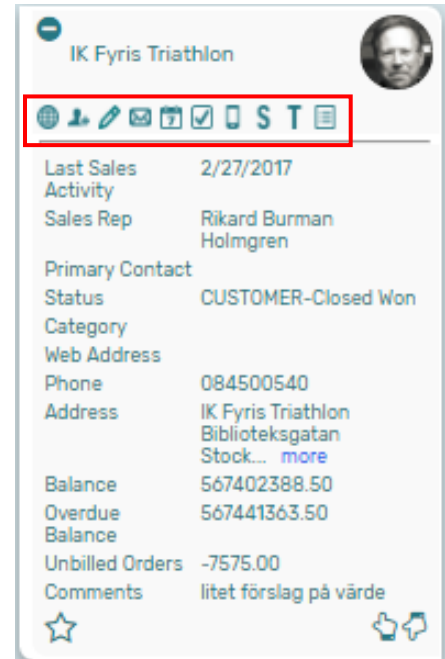 IK Fyris Triathlon
7 S T
Last Sales 2/27/2017
Activity
Sales Rep Rikard Burman
Holmgren
Primary Contact
Status CUSTOMER-Closed Won
Category
Web Address
Phone 084500540
Address IK Fyris Triathlon
Biblioteksgatan
Stock... more
Balance 567402388.50
Overdue 567441363.50
Balance
Unbilled Orders -7575.00
Comments litet förslag på värde